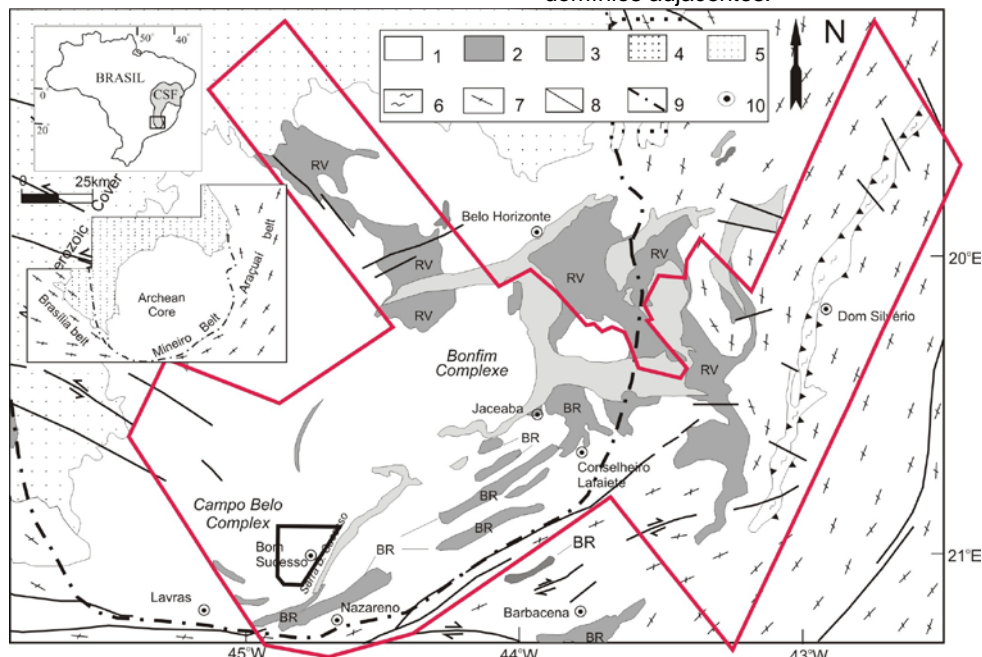 domínios adjacentes.
50° 40°
BRASIL
CSF
0°
20°
0 25km
erozoic Cover
Archean
Core
Brasília belt
Mineiro Belt
Araçuaí belt
1 2 3 4 5
6 7 8 9 10
N
RV
Belo Horizonte
RV
RV
RV
20°E
RV
Dom Silvério
Bonfim
Complexe
RV
Jaceaba
BR
BR
Conselheiro
Lafaiete
Campo Belo
Complex
BR
BR
BR
BR
Bom
Sucesso
21°E
Lavras
Nazareno
BR
Barbacena
BR
45°W 44°W 43°W